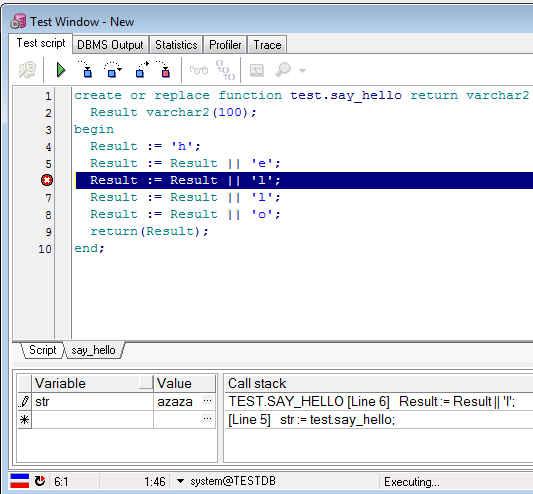 Test Window - New
Test script DBMS Output Statistics Profiler Trace
1 create or replace function test.say_hello return varchar2
2 Result varchar2(100);
3 begin
4 Result := 'h';
5 Result := Result || 'e';
Result := Result || 'l';
7 Result := Result || 'l';
8 Result := Result || 'o';
9 return(Result);
10 end;
Script say_hello
Variable Value Call stack
str azaza ... TEST.SAY_HELLO [Line 6] Result := Result || 'l';
... [Line 5] str := test.say_hello;
6:1 1:46 system@TESTDB Executing...